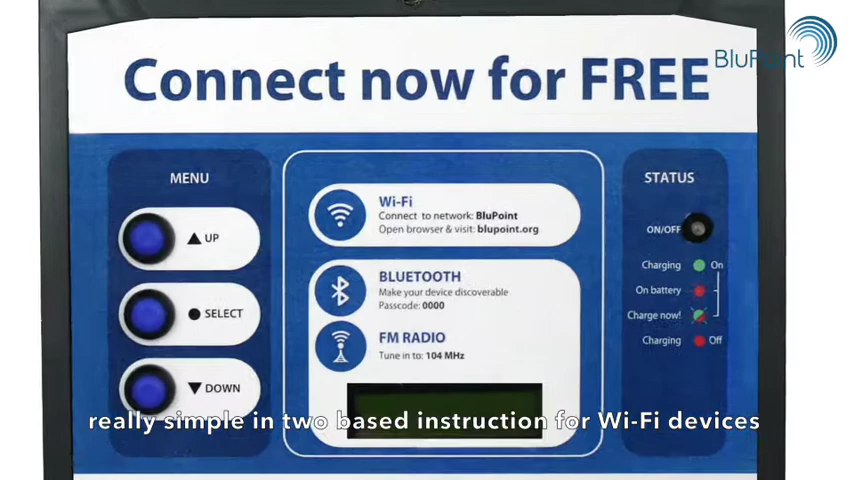 BluPoint
Connect now for FREE
MENU
UP
SELECT
DOWN
Wi-Fi
Connect to network: BluPoint
Open browser & visit: blupoint.org
BLUETOOTH
Make your device discoverable
Passcode: 0000
FM RADIO
Tune in to: 104 MHz
STATUS
ON/OFF
Charging On
On battery
Charge now!
Charging Off
really simple in two based instruction for Wi-Fi devices